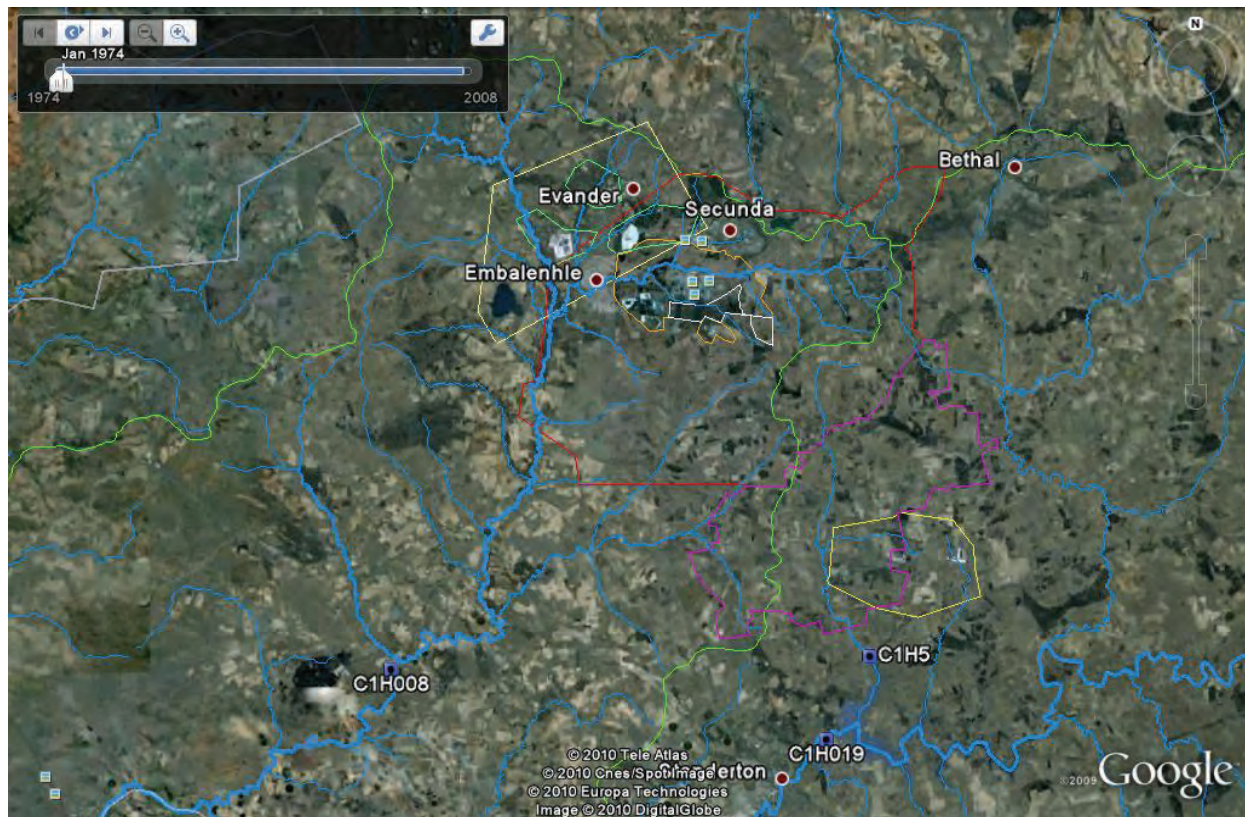 Jan 1974
1974
2008
N
Bethal
Evander
Secunda
Embalenhle
C1H5
C1H008
C1H019
© 2010 Tele Atlas
© 2010 Cnes/Spot Image
© 2010 Europa Technologies
Image © 2010 DigitalGlobe
©2009 Google